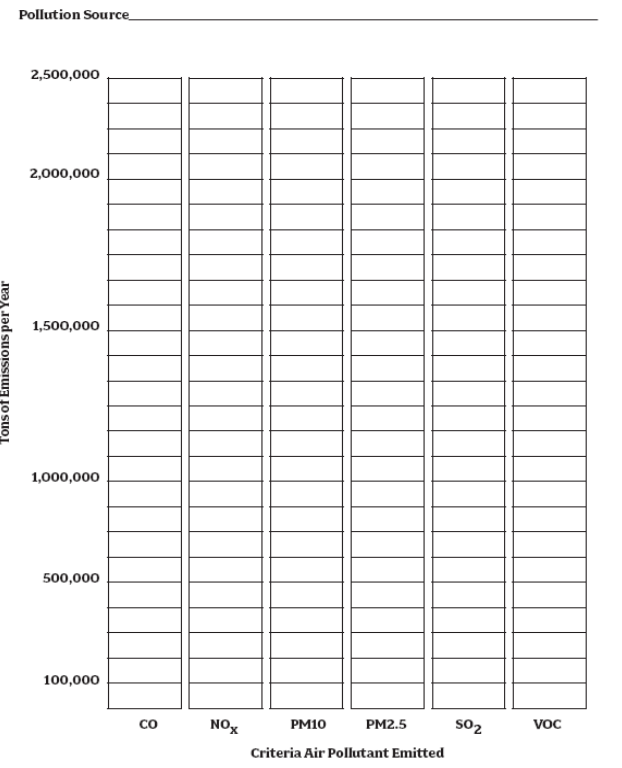 Pollution Source
2,500,000
2,000,000
1,500,000
1,000,000
500,000
100,000
Tons of Emissions per Year
CO NOX PM10 PM2.5 SO2 VOC
Criteria Air Pollutant Emitted